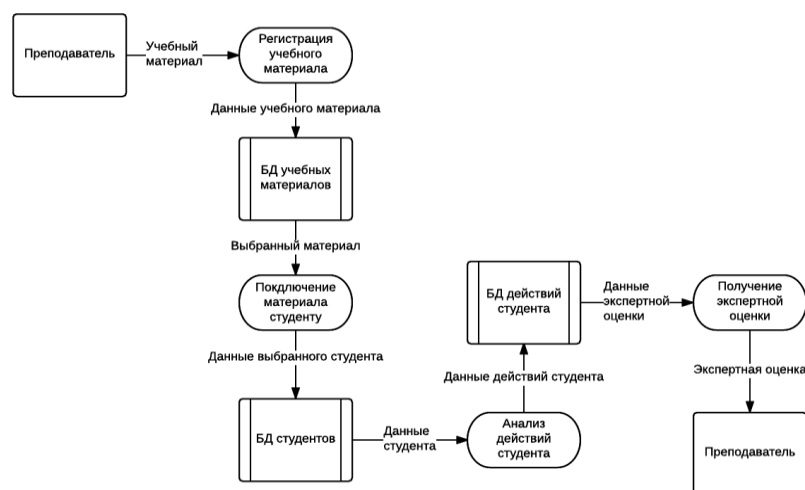 Преподаватель
Учебный
материал
Регистрация
учебного
материала
Данные учебного материала
БД учебных
материалов
Выбранный материал
Покдлючение
материала
студенту
Данные выбранного студента
БД студентов
Данные
студента
Анализ
действий
студента
Данные действий студента
БД действий
студента
Данные
экспертной
оценки
Получение
экспертной
оценки
Экспертная оценка
Преподаватель